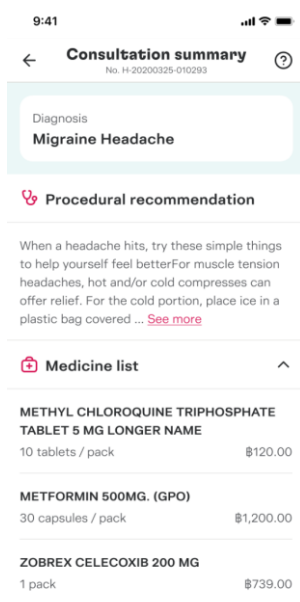 9:41
Consultation summary
No. H-20200325-010293
Diagnosis
Migraine Headache
Procedural recommendation
When a headache hits, try these simple things
to help yourself feel betterFor muscle tension
headaches, hot and/or cold compresses can
offer relief. For the cold portion, place ice in a
plastic bag covered ... See more
Medicine list
METHYL CHLOROQUINE TRIPHOSPHATE
TABLET 5 MG LONGER NAME
10 tablets / pack ฿120.00
METFORMIN 500MG. (GPO)
30 capsules / pack ฿1,200.00
ZOBREX CELECOXIB 200 MG
1 pack ฿739.00